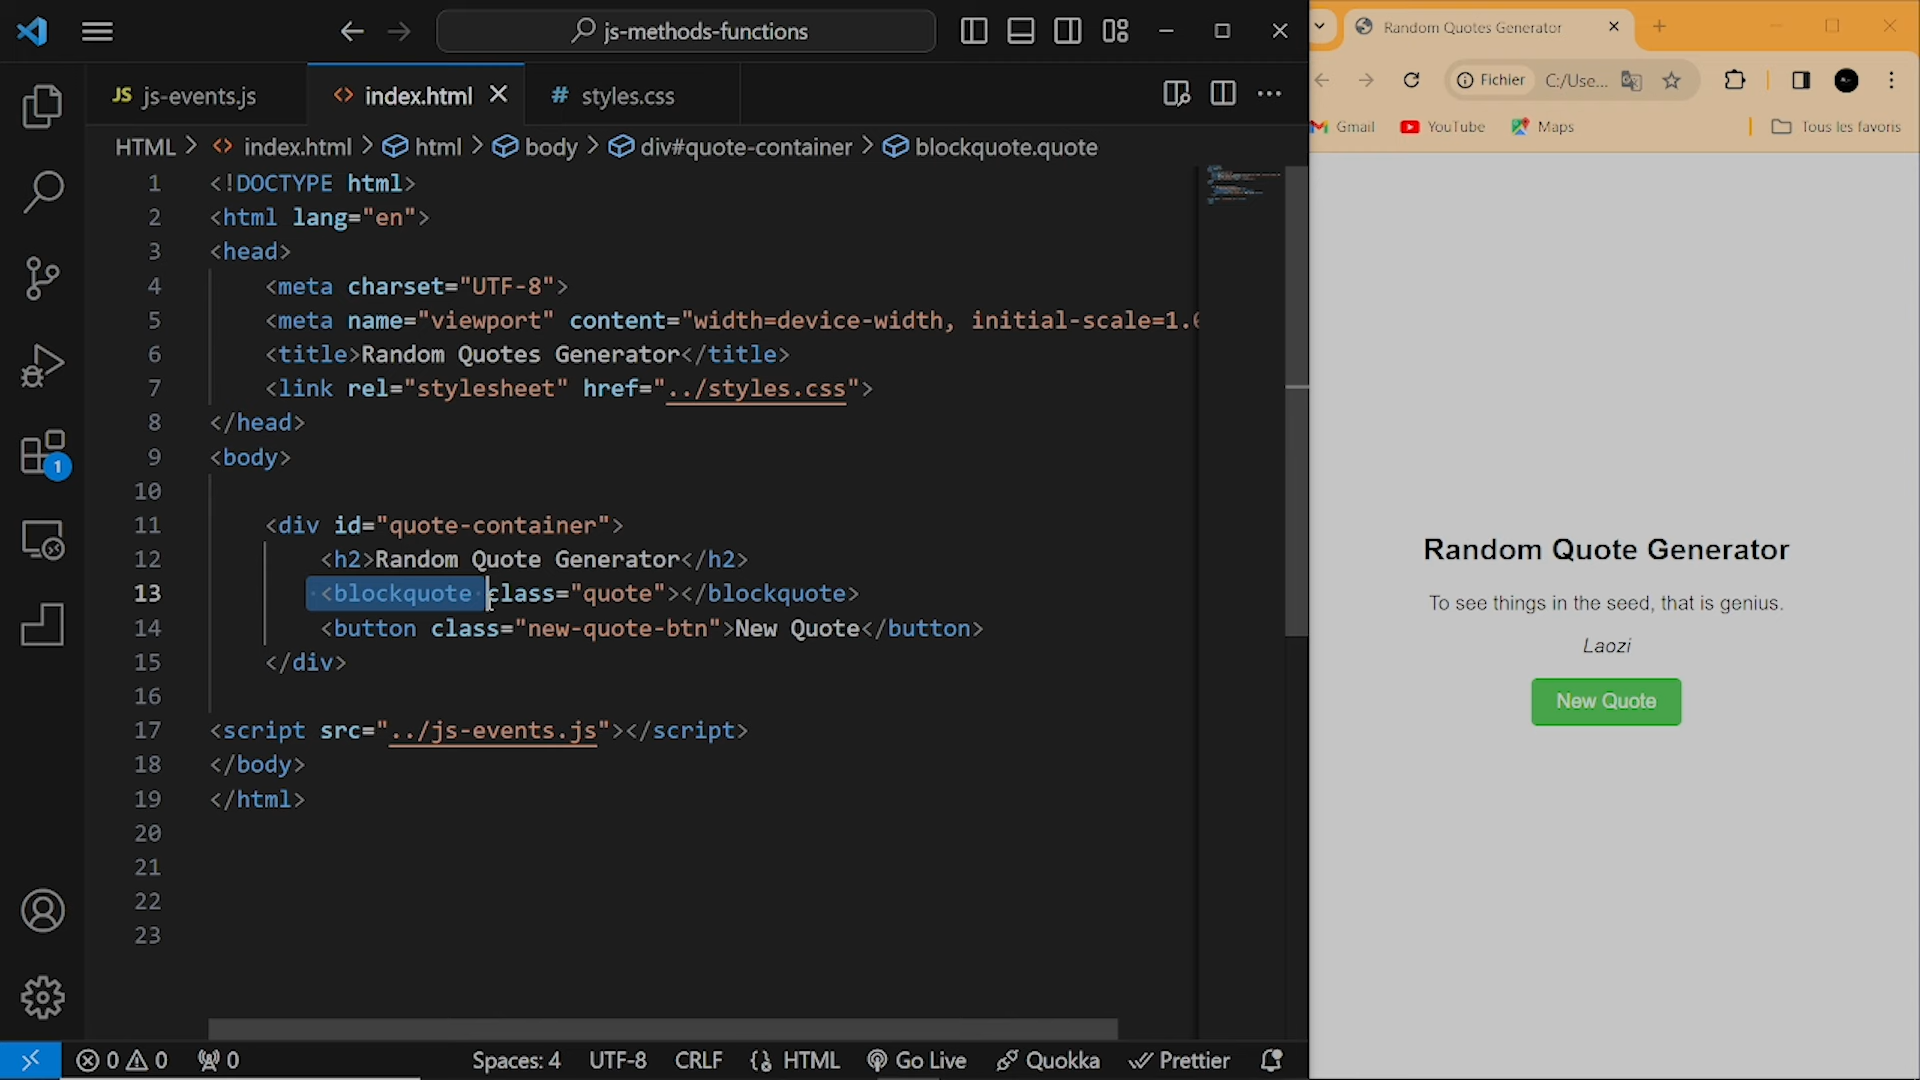 js-methods-functions
JS js-events.js
<> index.html
# styles.css
HTML > <> index.html > html > body > div#quote-container > blockquote.quote
1 <!DOCTYPE html>
2 <html lang="en">
3 <head>
4 <meta charset="UTF-8">
5 <meta name="viewport" content="width=device-width, initial-scale=1.0
6 <title>Random Quotes Generator</title>
7 <link rel="stylesheet" href="../styles.css">
8 </head>
9 <body>
10
11 <div id="quote-container">
12 <h2>Random Quote Generator</h2>
13 <blockquote class="quote"></blockquote>
14 <button class="new-quote-btn">New Quote</button>
15 </div>
16
17 <script src="../js-events.js"></script>
18 </body>
19 </html>
20
21
22
23
1
0 0 0 Spaces: 4 UTF-8 CRLF {} HTML Go Live Quokka Prettier
Random Quotes Generator
Fichier C:/Use...
Gmail YouTube Maps Tous les favoris
Random Quote Generator
To see things in the seed, that is genius.
Laozi
New Quote